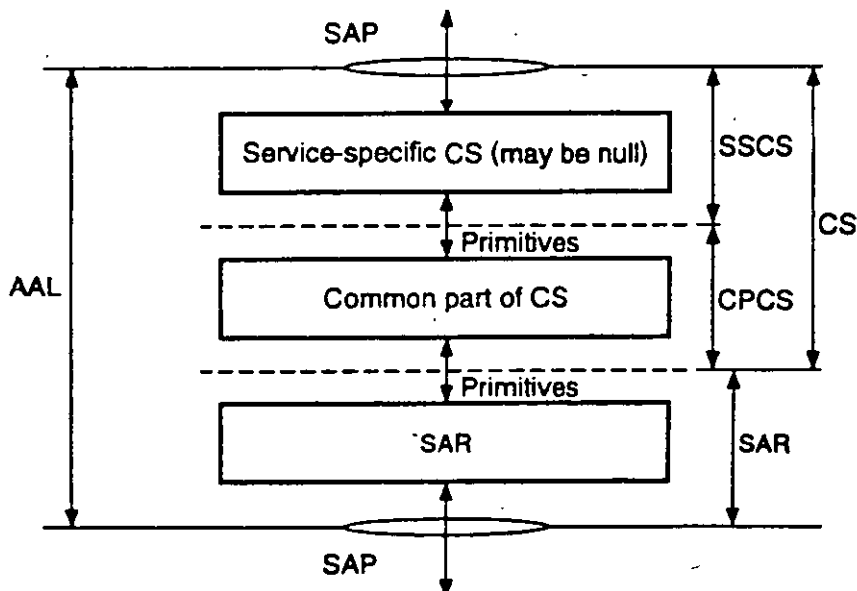 SAP
Service-specific CS (may be null)
SSCS
CS
Primitives
AAL
Common part of CS
CPCS
Primitives
SAR
SAR
SAP